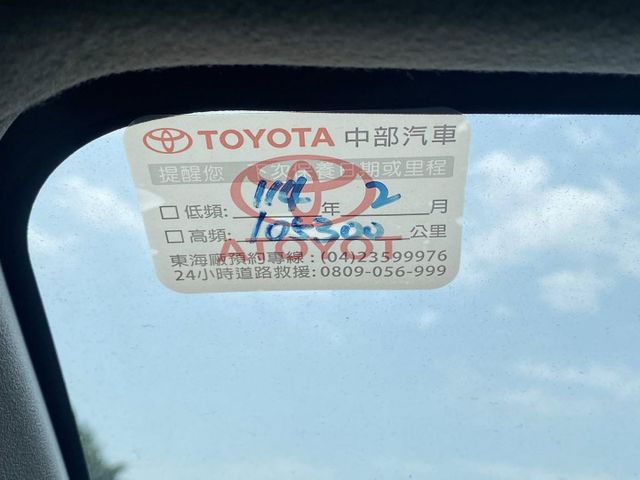 TOYOTA 中部汽車
提醒您 下次保養日期或里程
□ 低頻: 114 年 2 月
□ 高頻: 105300 公里
東海廠預約專線:(04)23599976
24小時道路救援:0809-056-999
TOYOTA